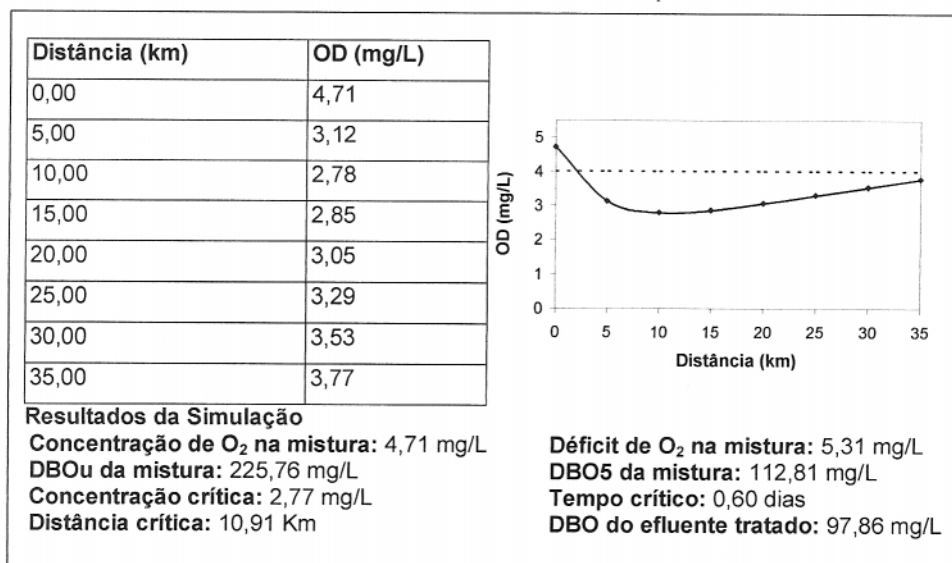 Distância (km) OD (mg/L)
0,00 4,71
5,00 3,12
10,00 2,78
15,00 2,85
20,00 3,05
25,00 3,29
30,00 3,53
35,00 3,77
OD (mg/L)
5
4
3
2
1
0
0 5 10 15 20 25 30 35
Distância (km)
Resultados da Simulação
Concentração de O₂ na mistura: 4,71 mg/L
DBOu da mistura: 225,76 mg/L
Concentração crítica: 2,77 mg/L
Distância crítica: 10,91 Km
Déficit de O₂ na mistura: 5,31 mg/L
DBO5 da mistura: 112,81 mg/L
Tempo crítico: 0,60 dias
DBO do efluente tratado: 97,86 mg/L